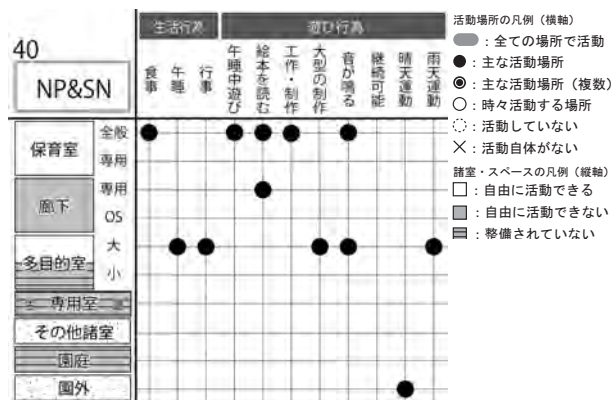 40
NP&SN
生活行為
遊び行為
食事
午睡
行事
午睡中遊び
絵本を読む
工作・制作
大型の制作
音が鳴る
継続可能
晴天運動
雨天運動
保育室
全般
専用
廊下
専用
OS
多目的室
大
小
専用室
その他諸室
園庭
園外
活動場所の凡例（横軸）
：全ての場所で活動
：主な活動場所
：主な活動場所（複数）
：時々活動する場所
：活動していない
：活動自体がない
諸室・スペースの凡例（縦軸）
：自由に活動できる
：自由に活動できない
：整備されていない